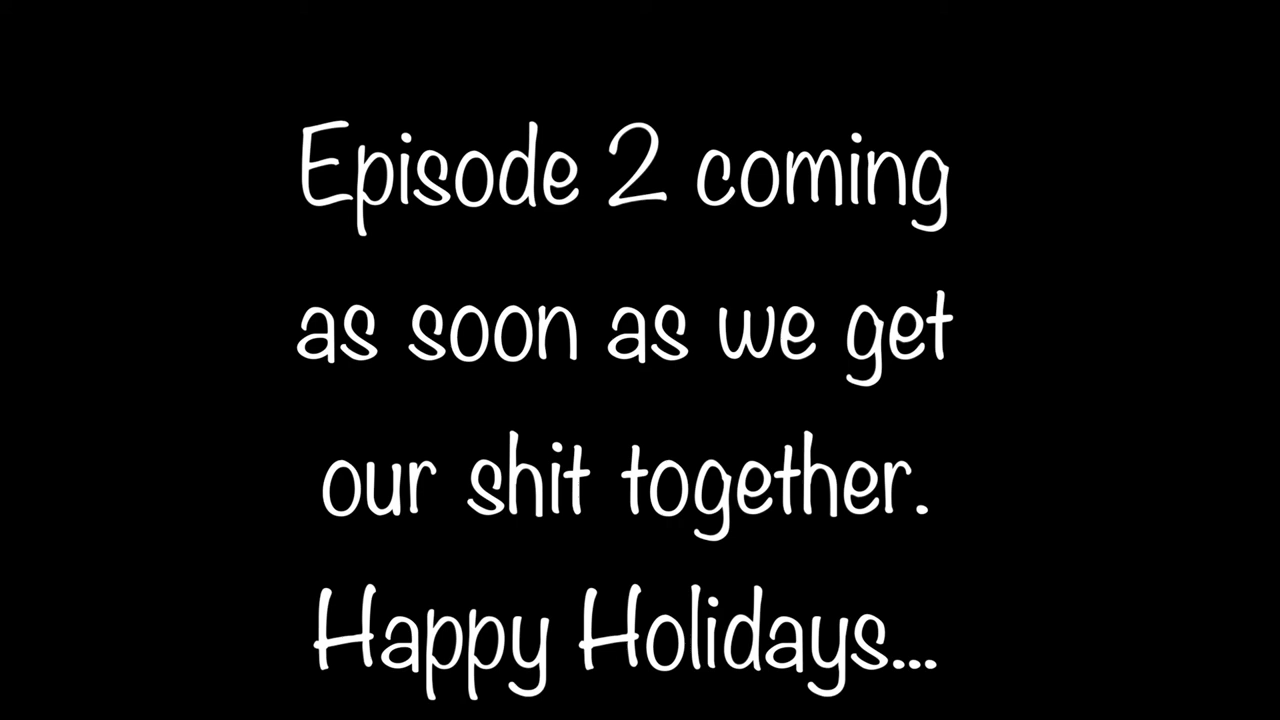 Episode 2 coming
as soon as we get
our shit together.
Happy Holidays...